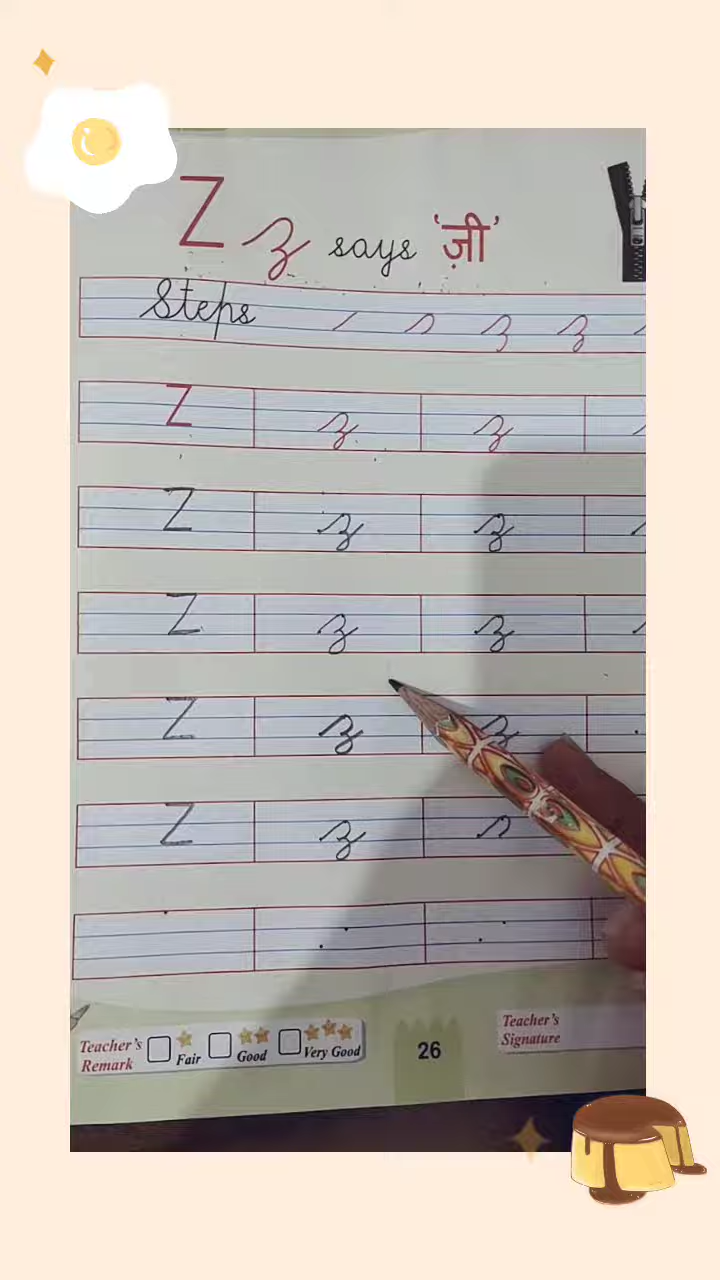 Z z says 'ज़ी'
Steps
Z z z
Z z z
Z z z
Z z z
Z z
Teacher's Remark Fair Good Very Good
26
Teacher's Signature